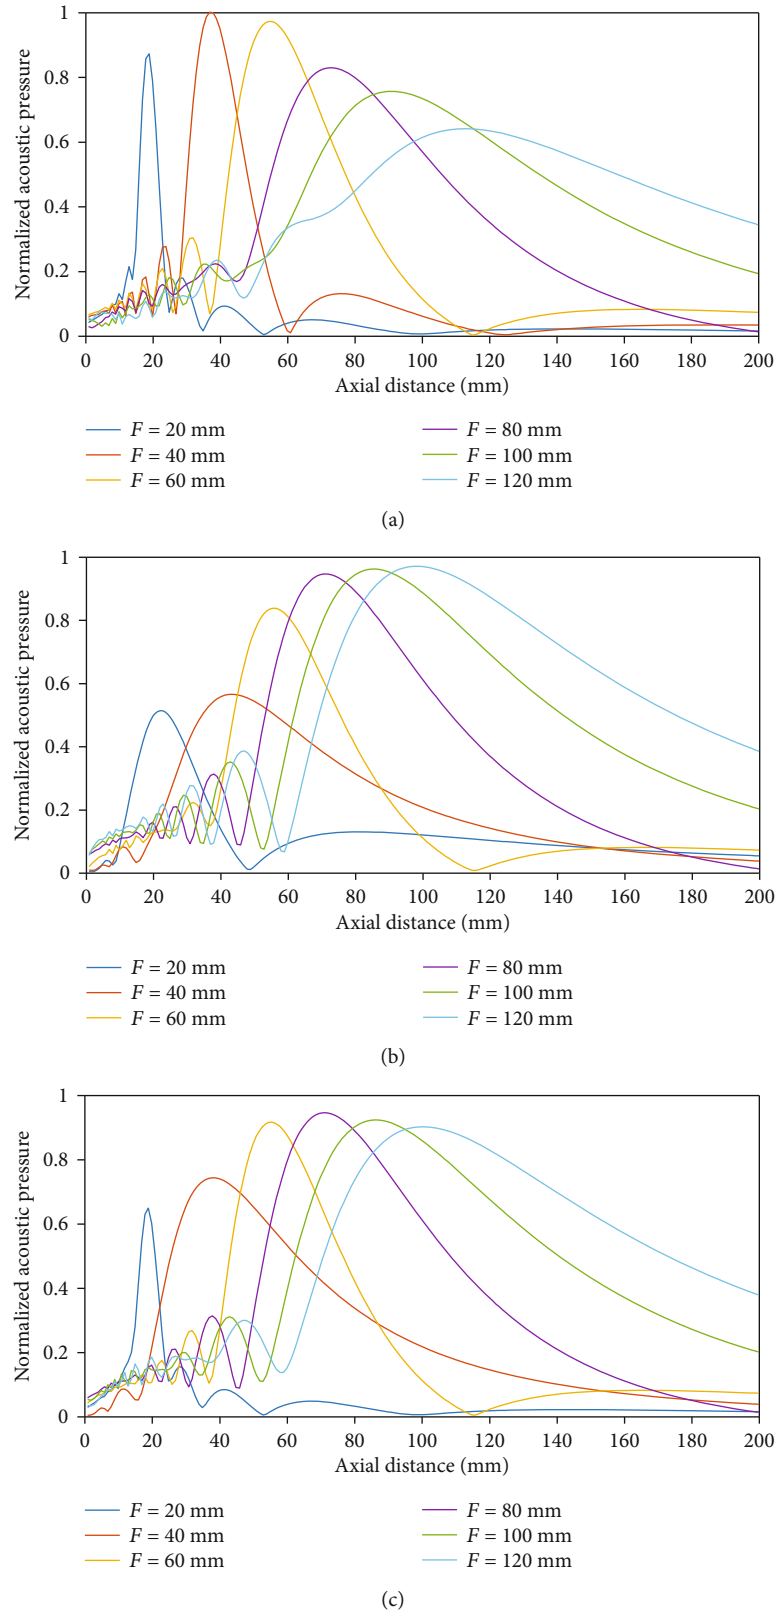 Normalized acoustic pressure
1
0.8
0.6
0.4
0.2
0
0 20 40 60 80 100 120 140 160 180 200
Axial distance (mm)
F = 20 mm F = 80 mm
F = 40 mm F = 100 mm
F = 60 mm F = 120 mm
(a)
Normalized acoustic pressure
1
0.8
0.6
0.4
0.2
0
0 20 40 60 80 100 120 140 160 180 200
Axial distance (mm)
F = 20 mm F = 80 mm
F = 40 mm F = 100 mm
F = 60 mm F = 120 mm
(b)
Normalized acoustic pressure
1
0.8
0.6
0.4
0.2
0
0 20 40 60 80 100 120 140 160 180 200
Axial distance (mm)
F = 20 mm F = 80 mm
F = 40 mm F = 100 mm
F = 60 mm F = 120 mm
(c)